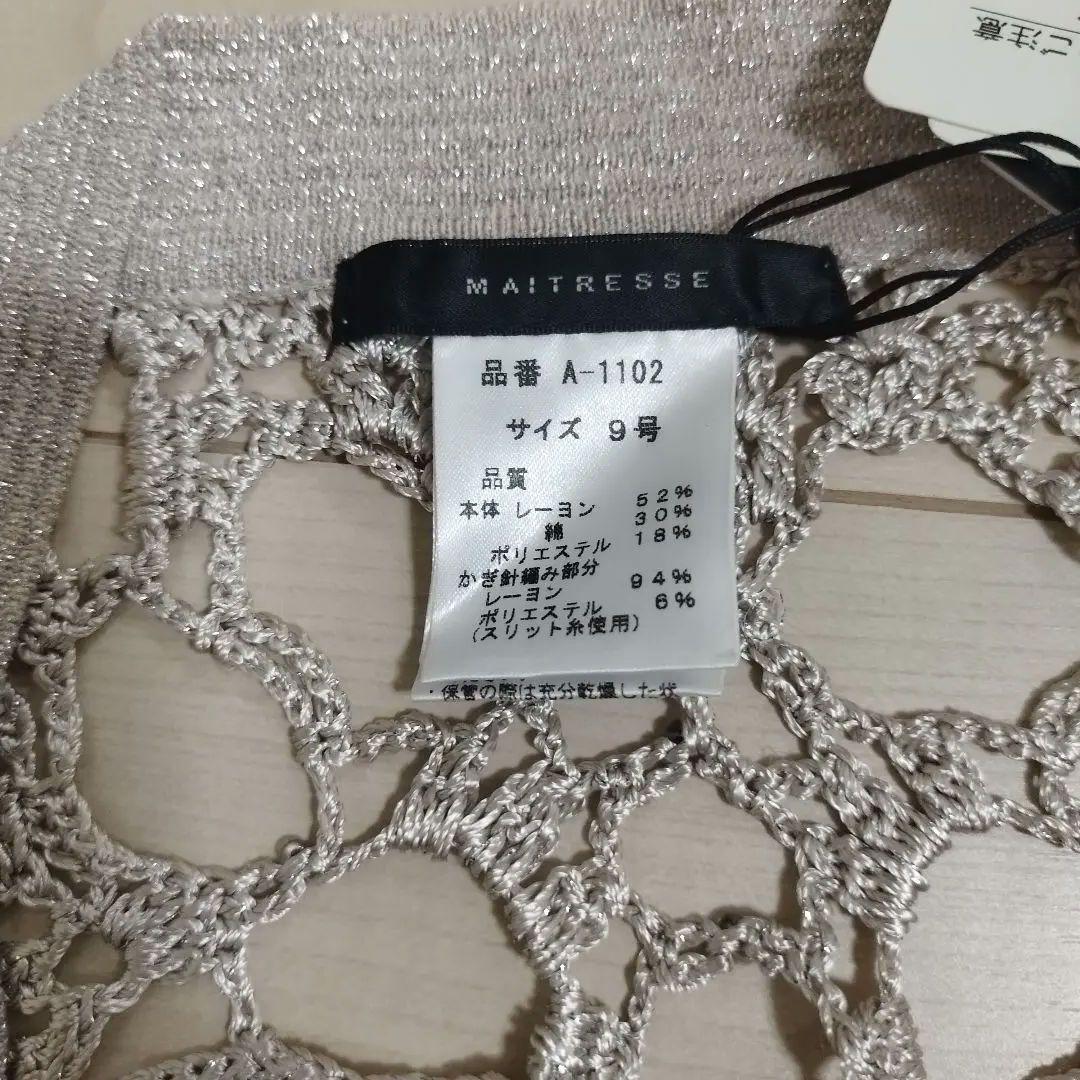 ご注意
MAITRESSE
品番 A-1102
サイズ 9号
品質
本体 レーヨン 52%
綿 30%
ポリエステル 18%
かぎ針編み部分
レーヨン 94%
ポリエステル 6%
(スリット糸使用)
・保管の際は充分乾燥した状